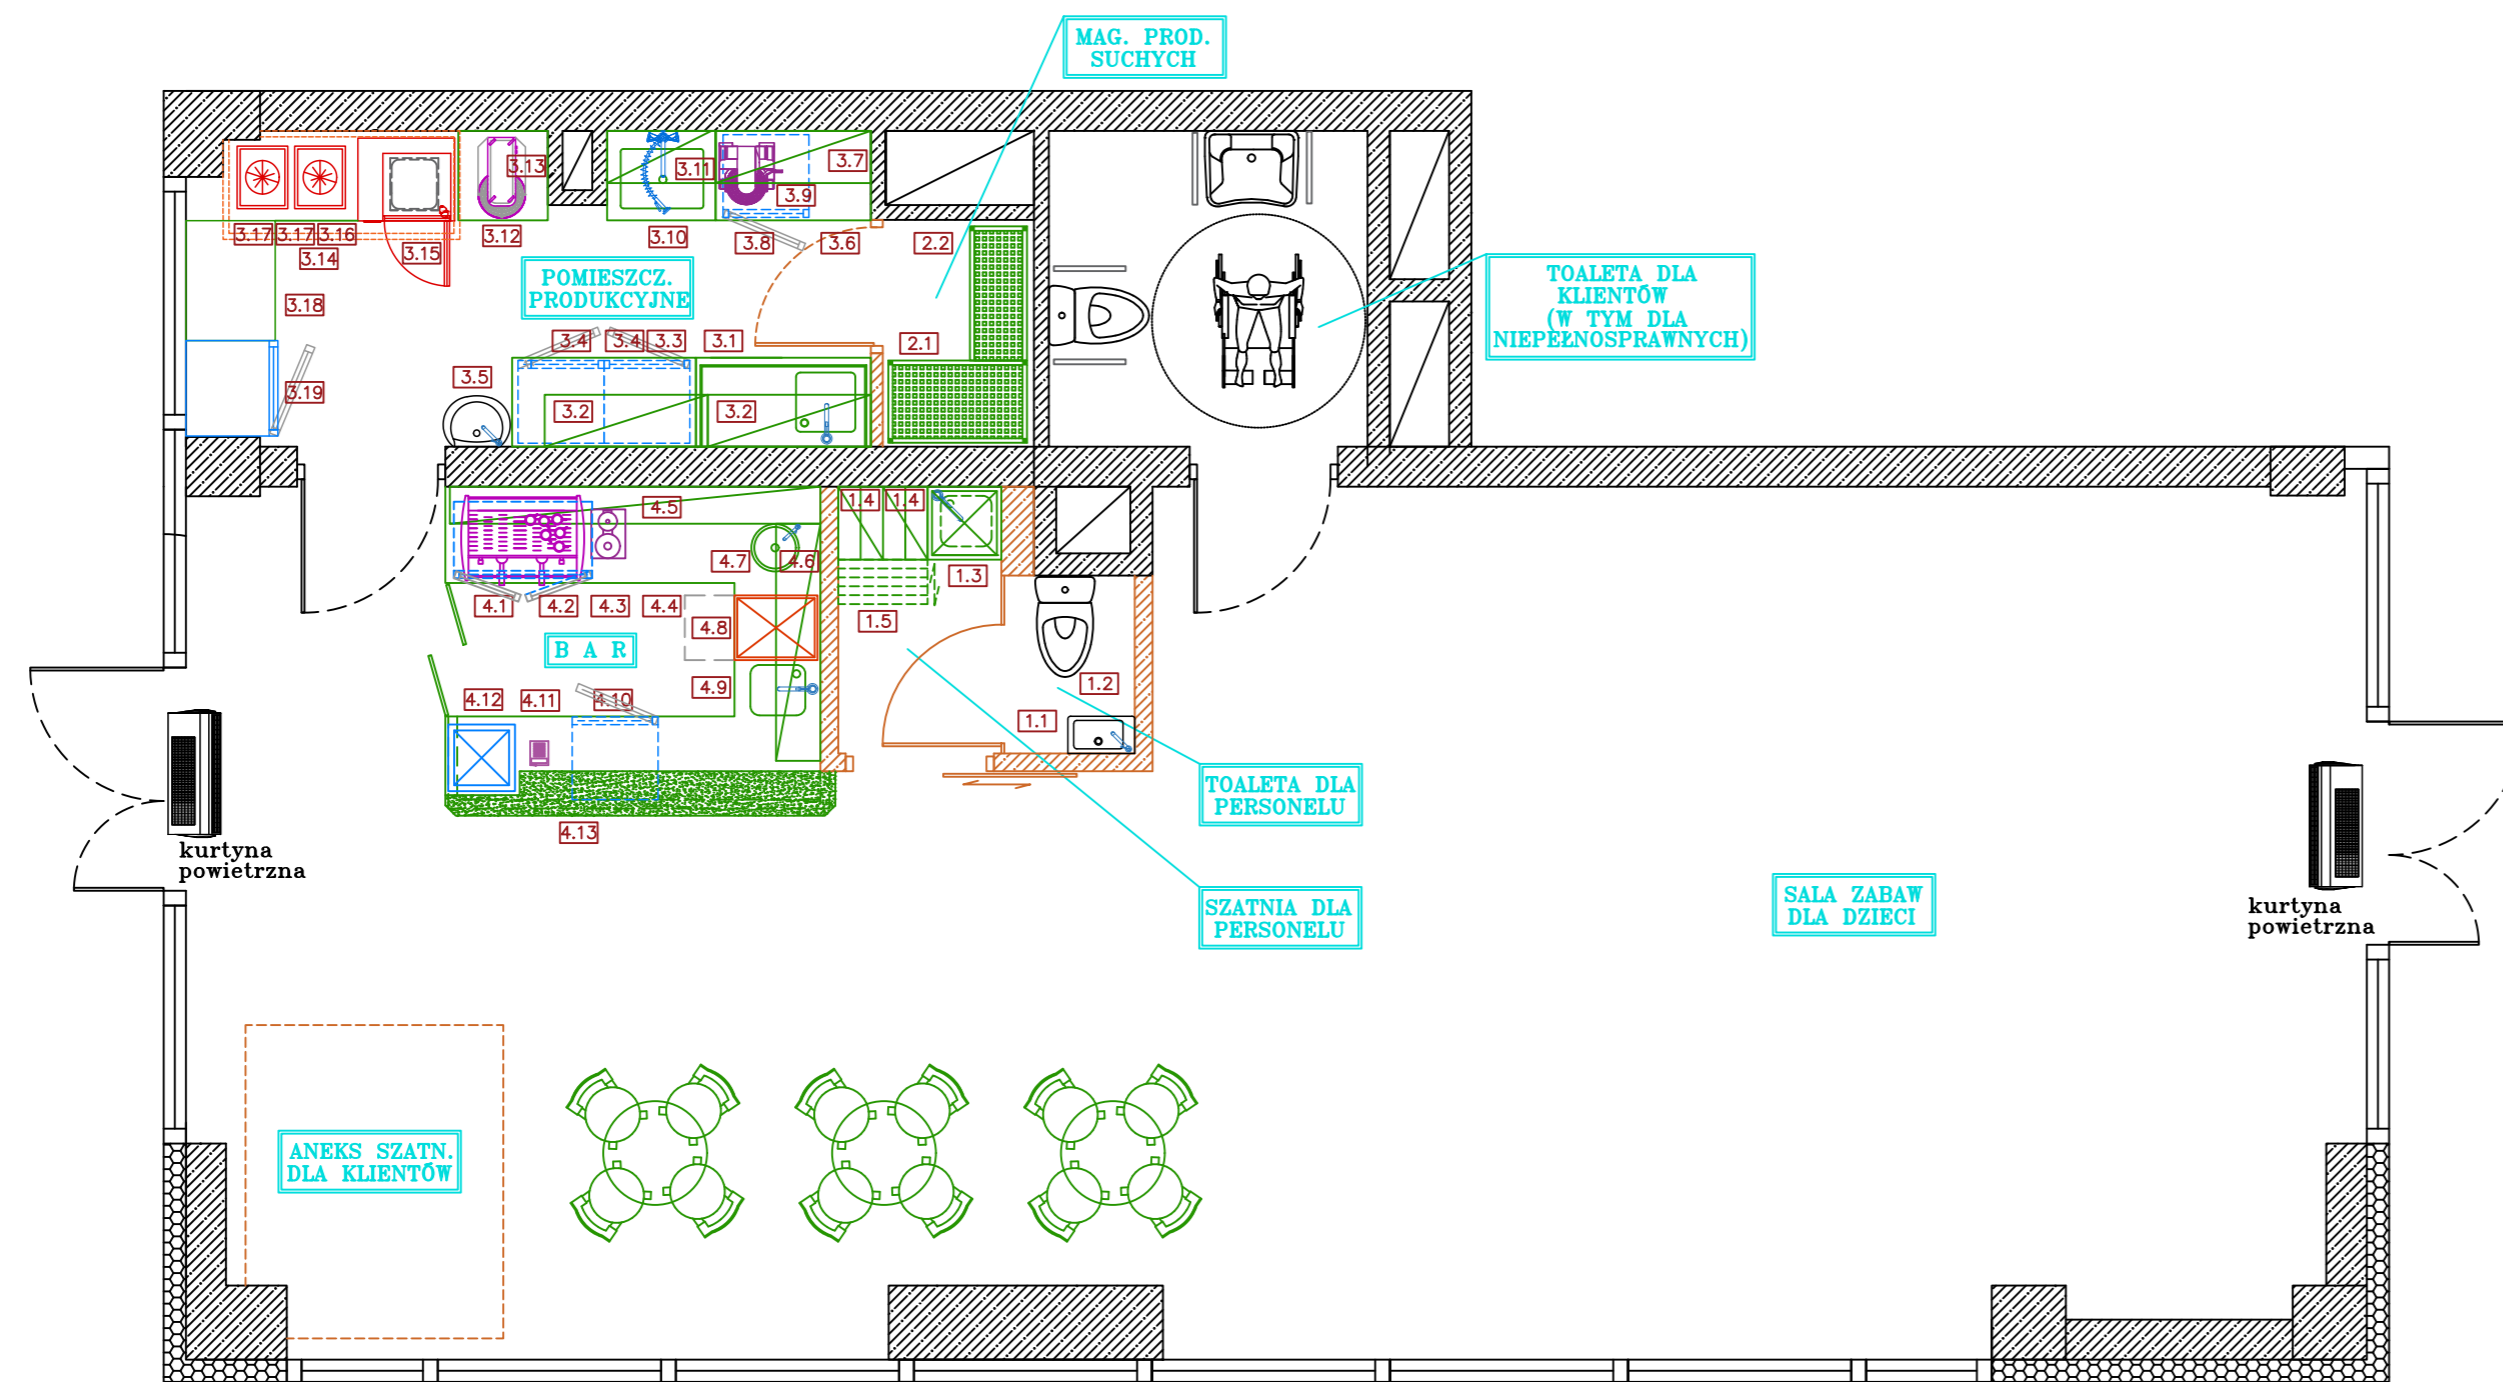 MAG. PROD.
SUCHYCH
3.13
3.11
3.7
3.9
3.17
3.17
3.16
3.14
3.15
3.12
3.10
3.8
3.6
2.2
POMIESZCZ.
PRODUKCYJNE
TOALETA DLA
KLIENTÓW
(W TYM DLA
NIEPEŁNOSPRAWNYCH)
3.18
3.4
3.4
3.3
3.1
2.1
3.19
3.5
3.2
3.2
4.5
1.4
1.4
4.7
4.6
1.3
4.1
4.2
4.3
4.4
4.8
1.5
B A R
4.12
4.11
4.10
4.9
1.2
1.1
TOALETA DLA
PERSONELU
4.13
kurtyna
powietrzna
SZATNIA DLA
PERSONELU
SALA ZABAW
DLA DZIECI
kurtyna
powietrzna
ANEKS SZATN.
DLA KLIENTÓW